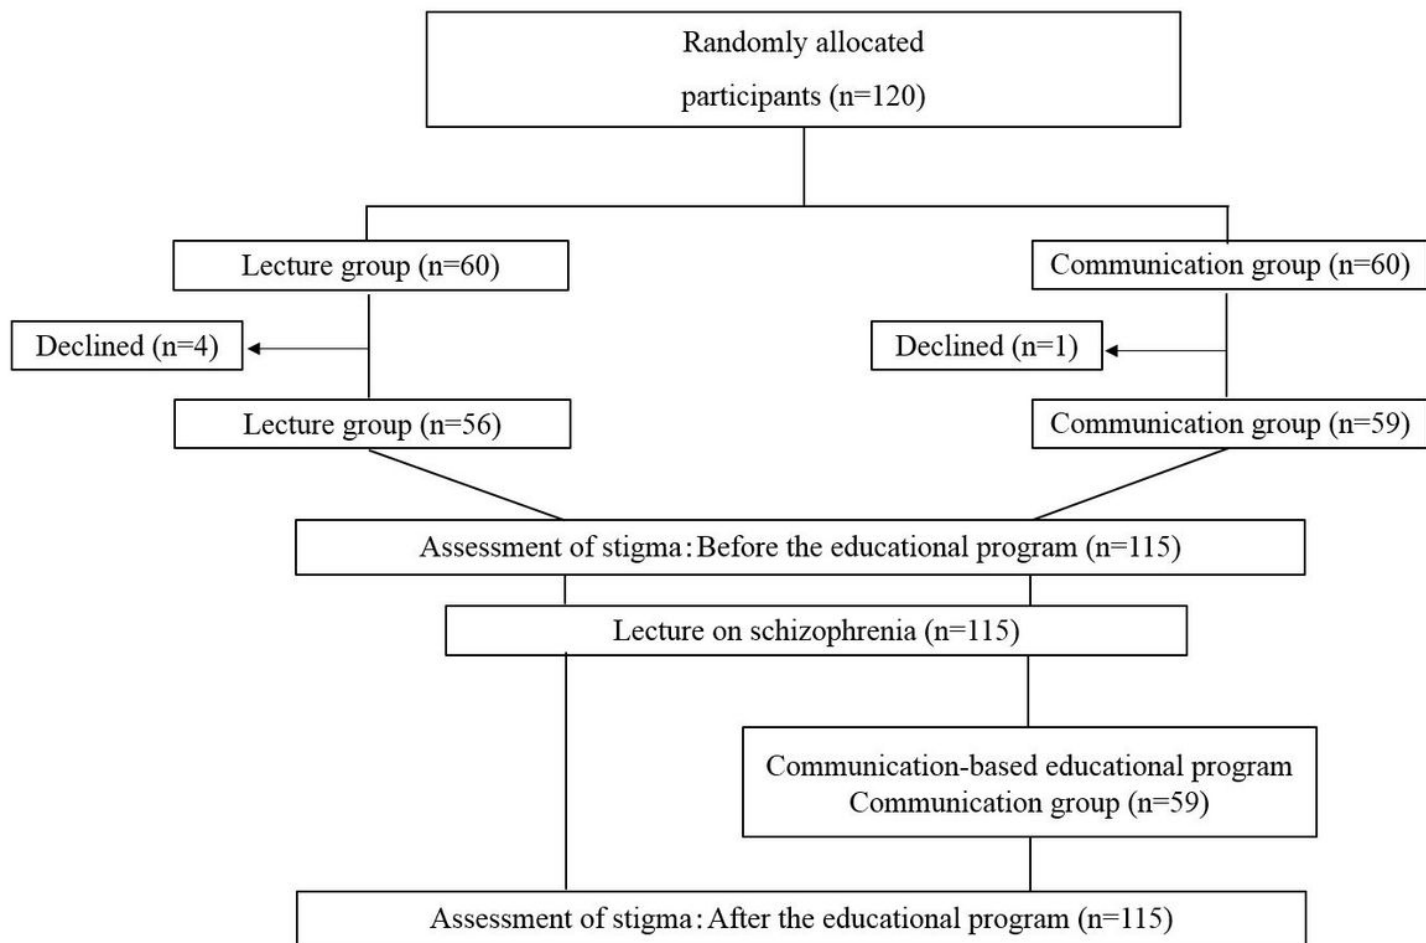 Randomly allocated
participants (n=120)
Lecture group (n=60)
Communication group (n=60)
Declined (n=4)
Declined (n=1)
Lecture group (n=56)
Communication group (n=59)
Assessment of stigma:Before the educational program (n=115)
Lecture on schizophrenia (n=115)
Communication-based educational program
Communication group (n=59)
Assessment of stigma:After the educational program (n=115)